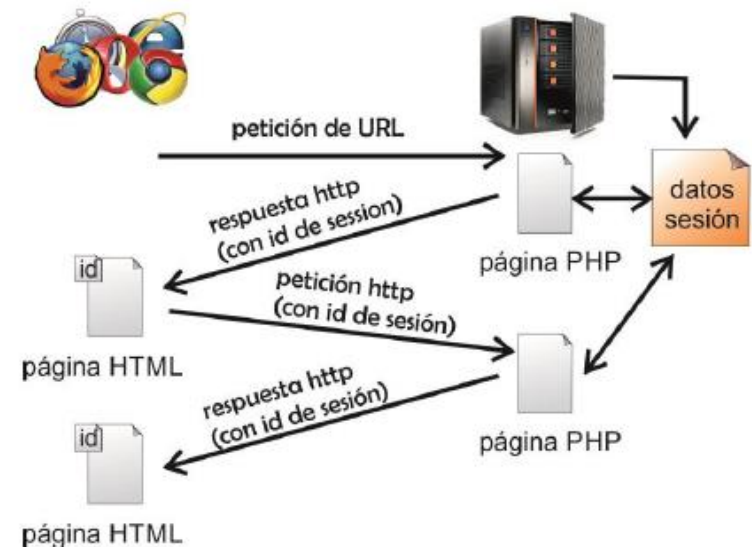 petición de URL
respuesta http
(con id de session)
datos
sesión
página PHP
id
petición http
(con id de sesión)
página HTML
respuesta http
(con id de sesión)
página PHP
id
página HTML